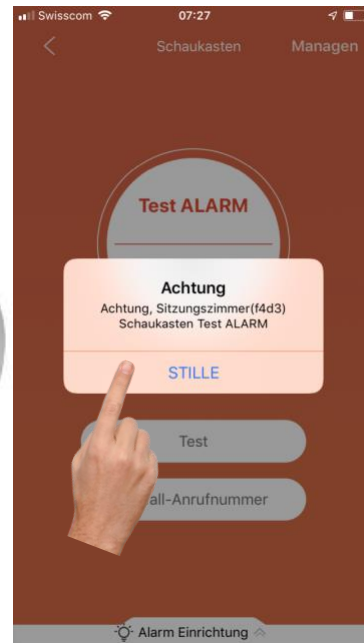 Swisscom 07:27
Schaukasten Managen
Test ALARM
Achtung
Achtung, Sitzungszimmer(f4d3)
Schaukasten Test ALARM
STILLE
Test
all-Anrufnummer
Alarm Einrichtung